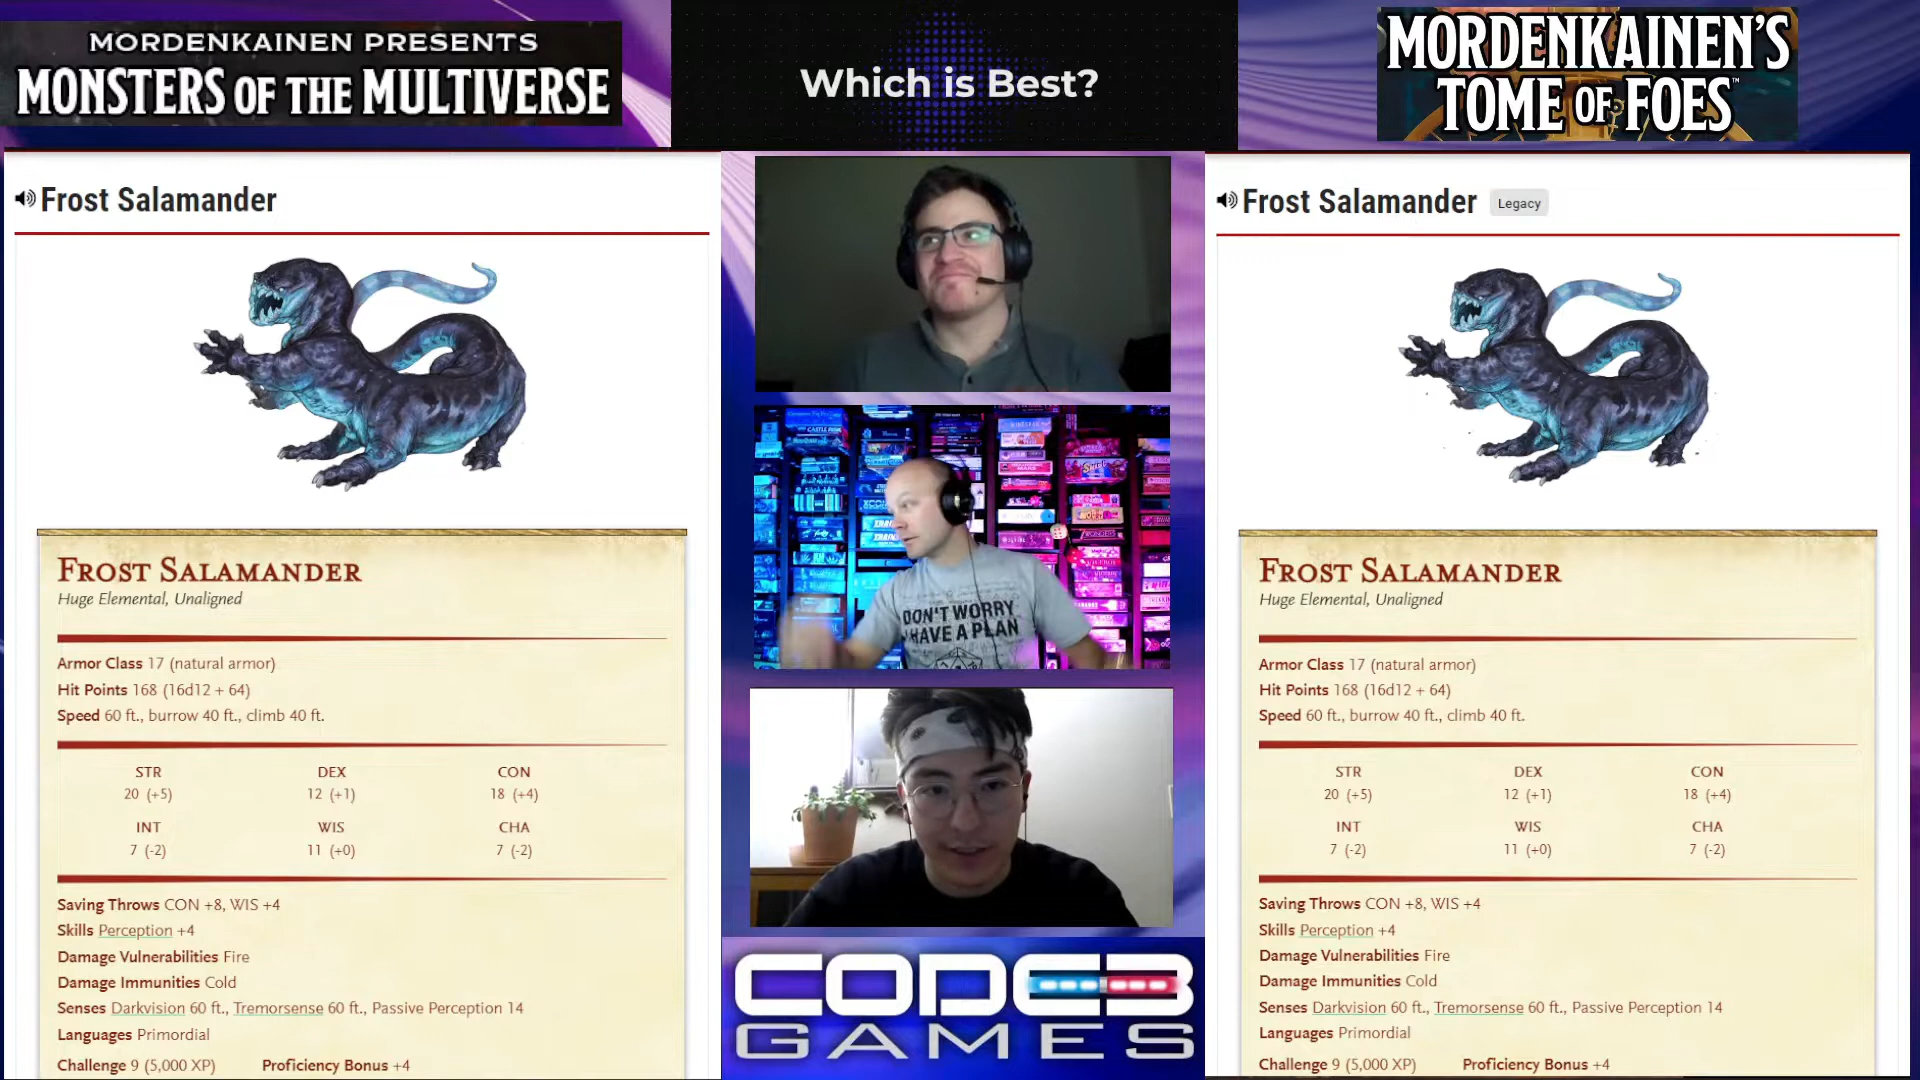 MORDENKAINEN PRESENTS
MONSTERS OF THE MULTIVERSE
Which is Best?
MORDENKAINEN'S
TOME OF FOES™
Frost Salamander
FROST SALAMANDER
Huge Elemental, Unaligned
Armor Class 17 (natural armor)
Hit Points 168 (16d12 + 64)
Speed 60 ft., burrow 40 ft., climb 40 ft.
STR DEX CON
20 (+5) 12 (+1) 18 (+4)
INT WIS CHA
7 (-2) 11 (+0) 7 (-2)
Saving Throws CON +8, WIS +4
Skills Perception +4
Damage Vulnerabilities Fire
Damage Immunities Cold
Senses Darkvision 60 ft., Tremorsense 60 ft., Passive Perception 14
Languages Primordial
Challenge 9 (5,000 XP) Proficiency Bonus +4
DON'T WORRY
I HAVE A PLAN
CODE3
GAMES
Frost Salamander Legacy
FROST SALAMANDER
Huge Elemental, Unaligned
Armor Class 17 (natural armor)
Hit Points 168 (16d12 + 64)
Speed 60 ft., burrow 40 ft., climb 40 ft.
STR DEX CON
20 (+5) 12 (+1) 18 (+4)
INT WIS CHA
7 (-2) 11 (+0) 7 (-2)
Saving Throws CON +8, WIS +4
Skills Perception +4
Damage Vulnerabilities Fire
Damage Immunities Cold
Senses Darkvision 60 ft., Tremorsense 60 ft., Passive Perception 14
Languages Primordial
Challenge 9 (5,000 XP) Proficiency Bonus +4